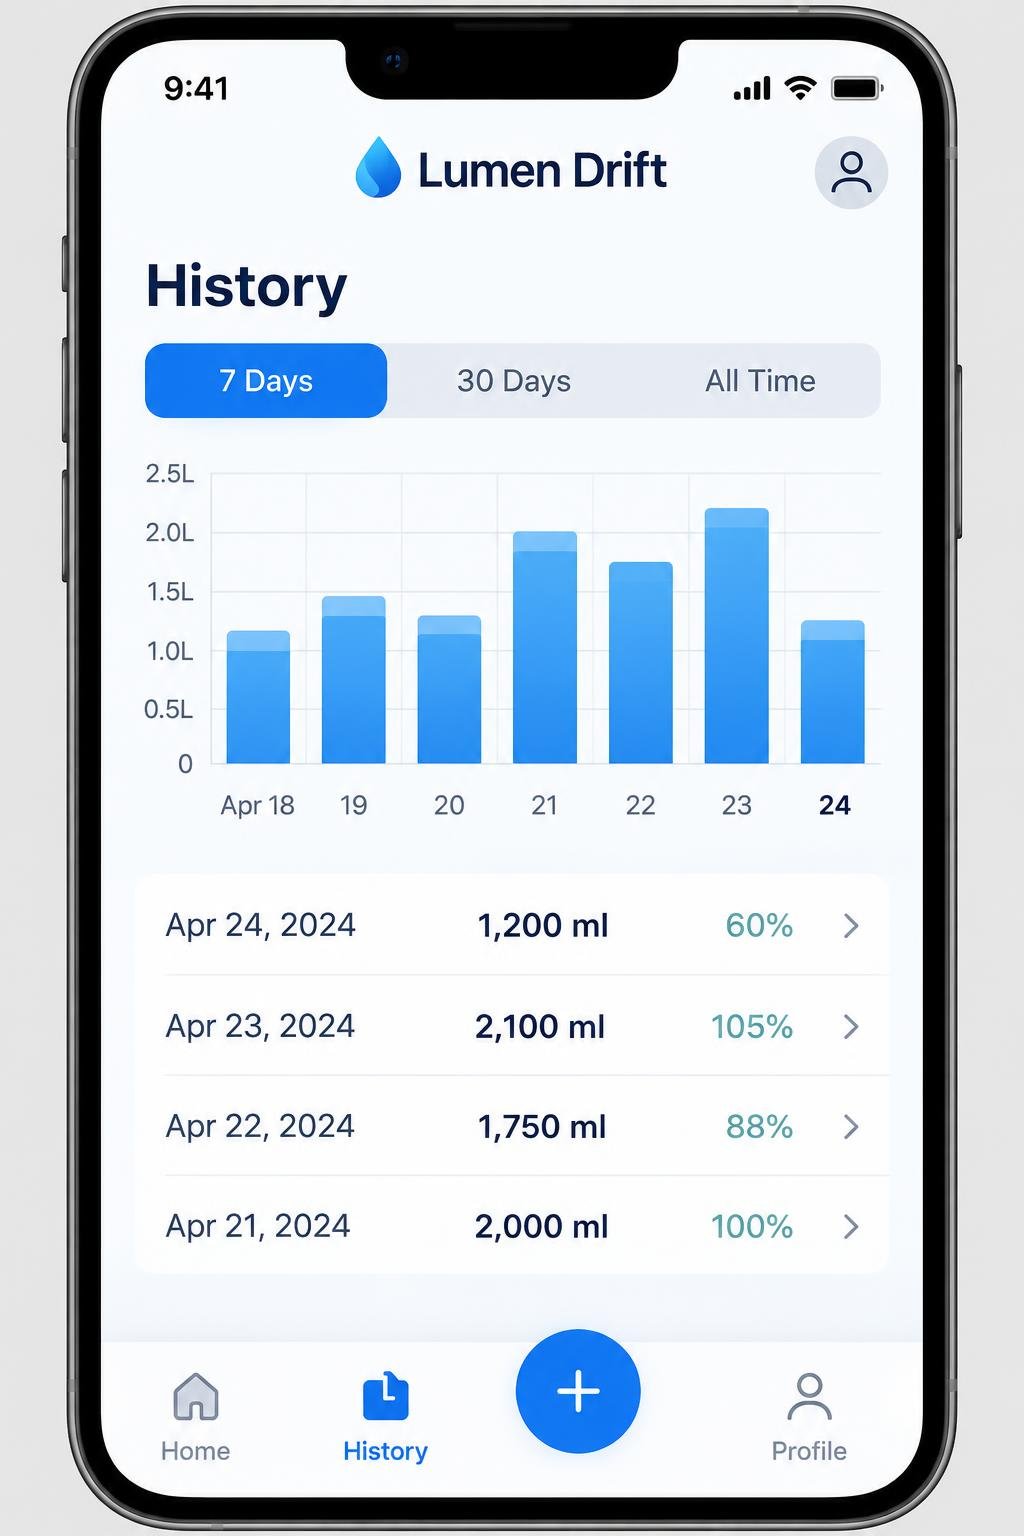 9:41
Lumen Drift
History
7 Days 30 Days All Time
2.5L
2.0L
1.5L
1.0L
0.5L
0
Apr 18 19 20 21 22 23 24
Apr 24, 2024 1,200 ml 60%
Apr 23, 2024 2,100 ml 105%
Apr 22, 2024 1,750 ml 88%
Apr 21, 2024 2,000 ml 100%
Home History Profile